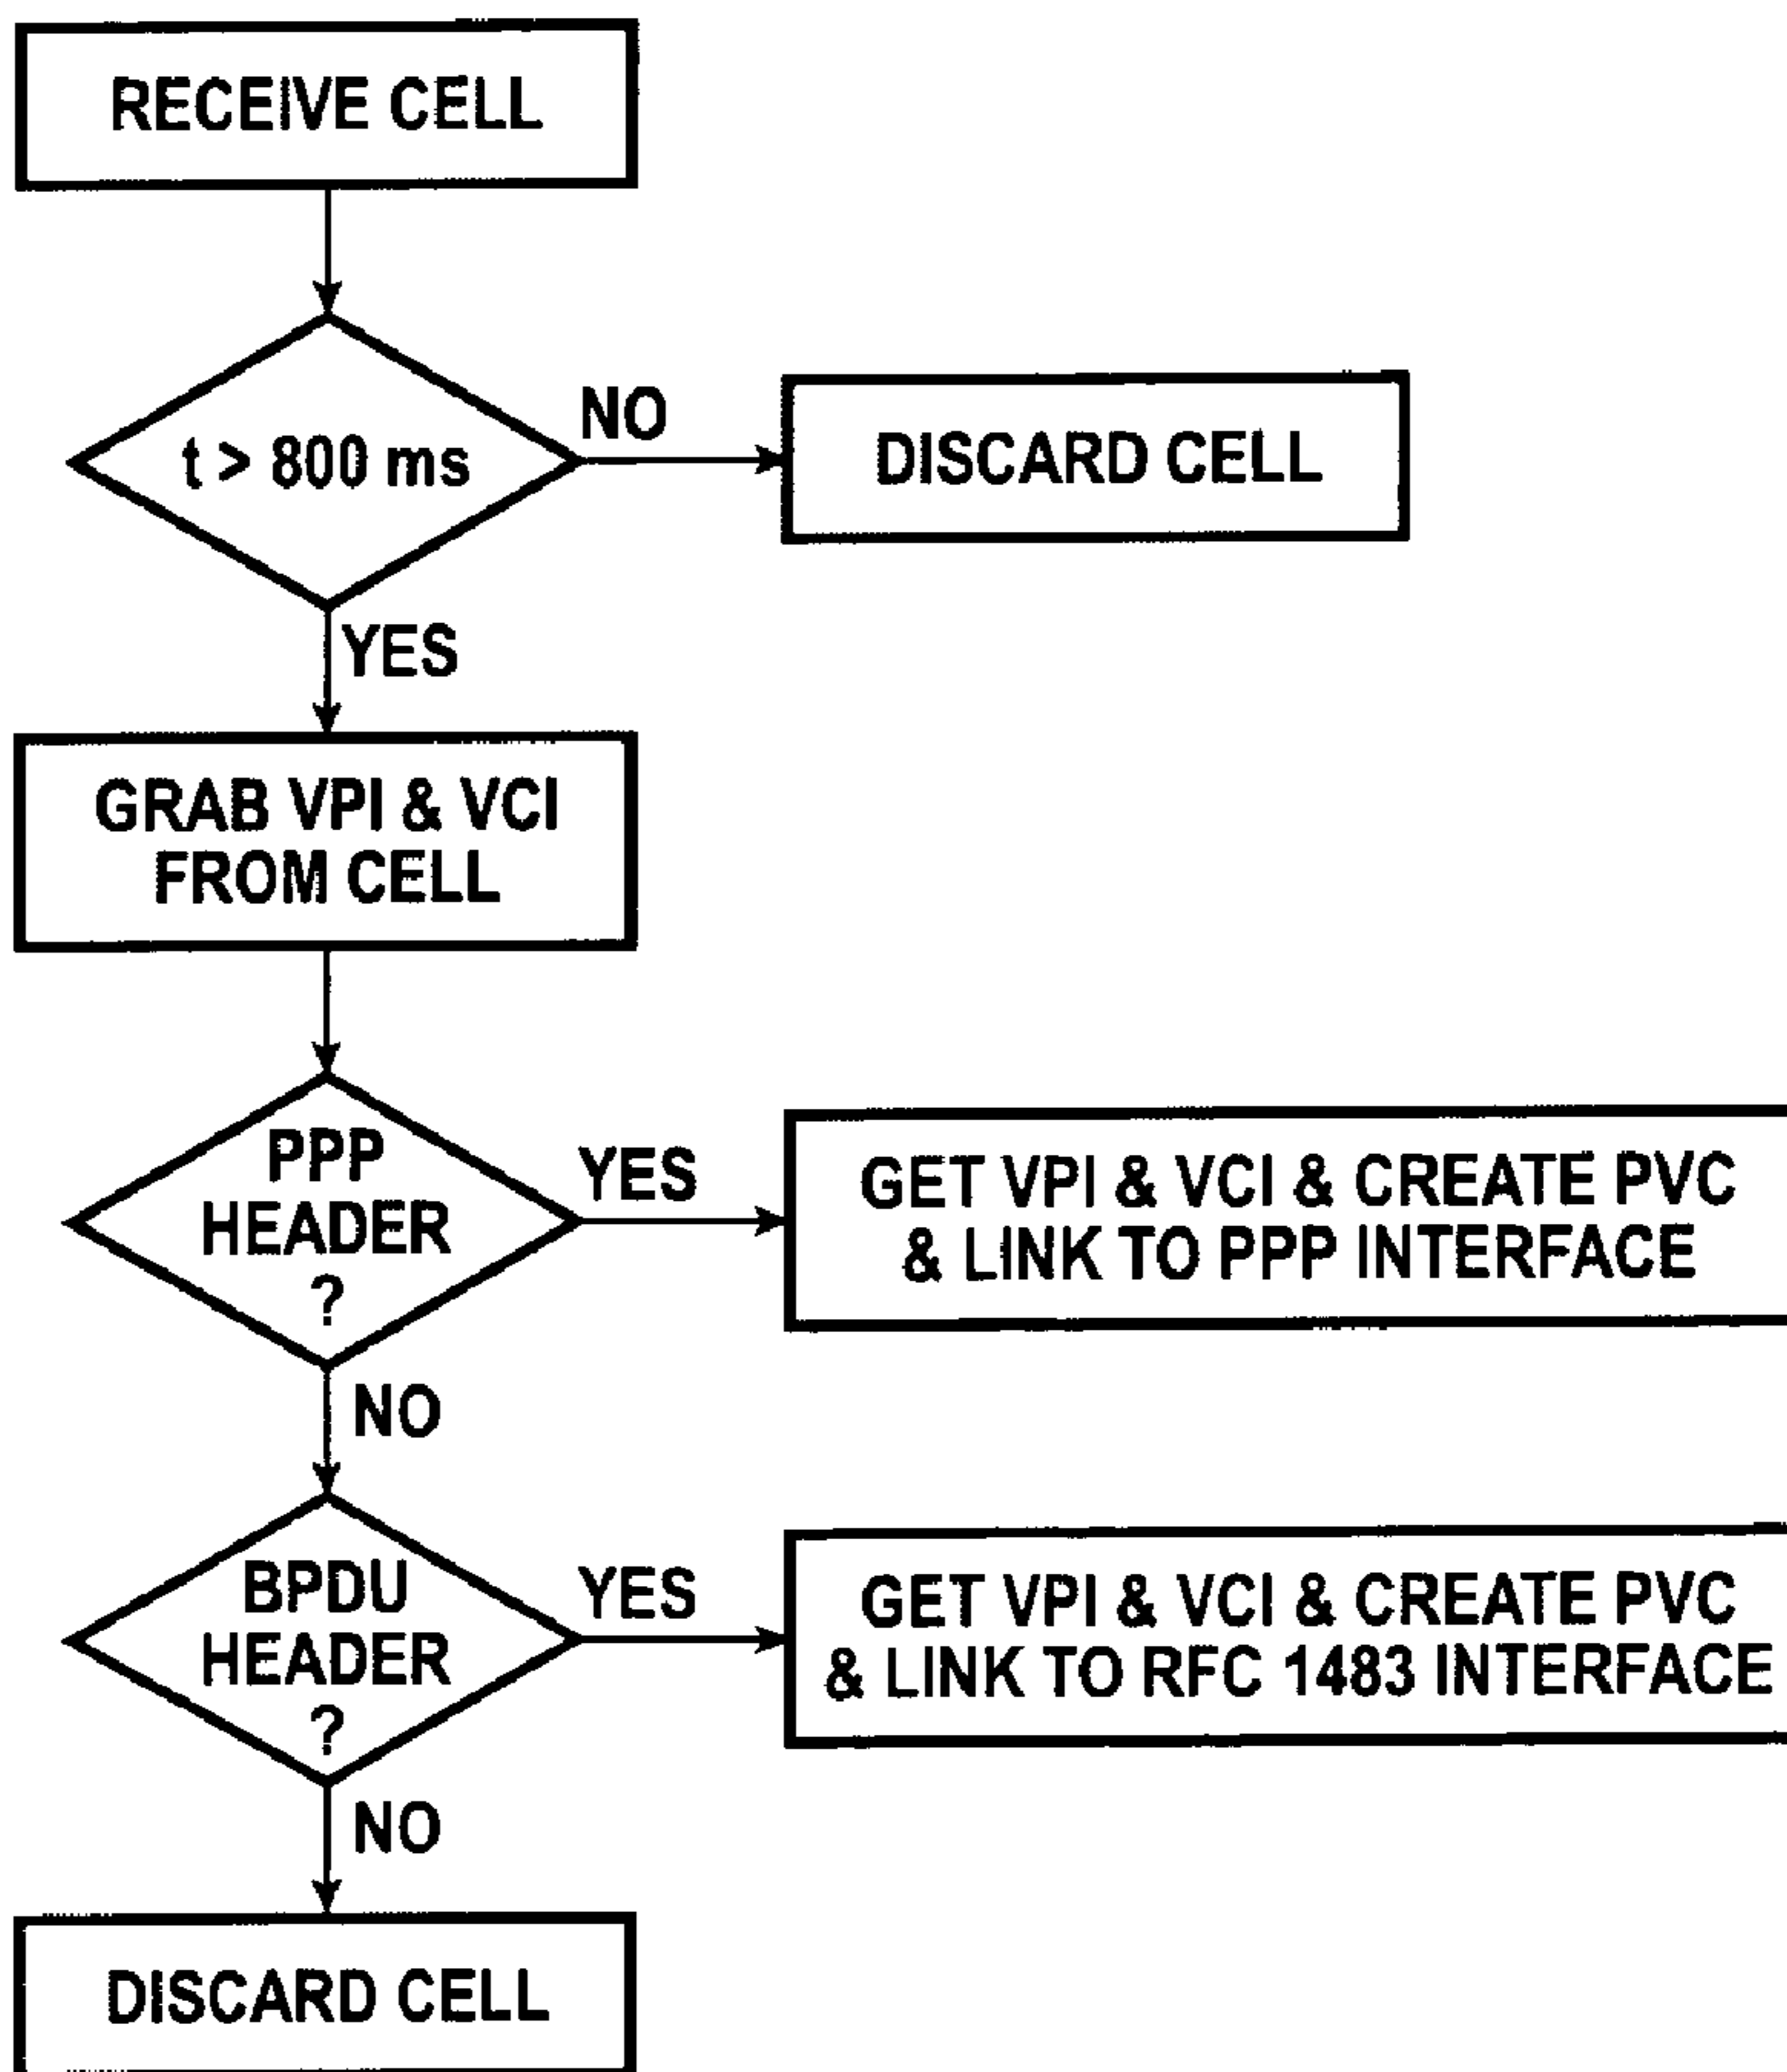 RECEIVE CELL
t > 800 ms
NO
DISCARD CELL
YES
GRAB VPI & VCI
FROM CELL
PPP
HEADER
?
YES
GET VPI & VCI & CREATE PVC
& LINK TO PPP INTERFACE
NO
BPDU
HEADER
?
YES
GET VPI & VCI & CREATE PVC
& LINK TO RFC 1483 INTERFACE
NO
DISCARD CELL